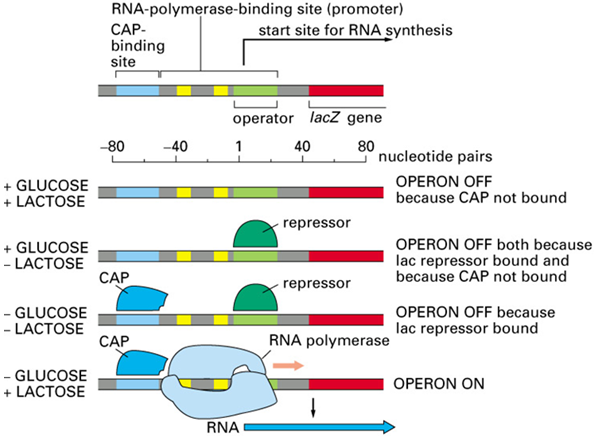 RNA-polymerase-binding site (promoter)
CAP-
binding
site
start site for RNA synthesis
operator
lacZ gene
−80 −40 1 40 80
nucleotide pairs
+ GLUCOSE
+ LACTOSE
OPERON OFF
because CAP not bound
repressor
+ GLUCOSE
− LACTOSE
OPERON OFF both because
lac repressor bound and
because CAP not bound
CAP
repressor
− GLUCOSE
− LACTOSE
OPERON OFF because
lac repressor bound
CAP
RNA polymerase
− GLUCOSE
+ LACTOSE
OPERON ON
RNA